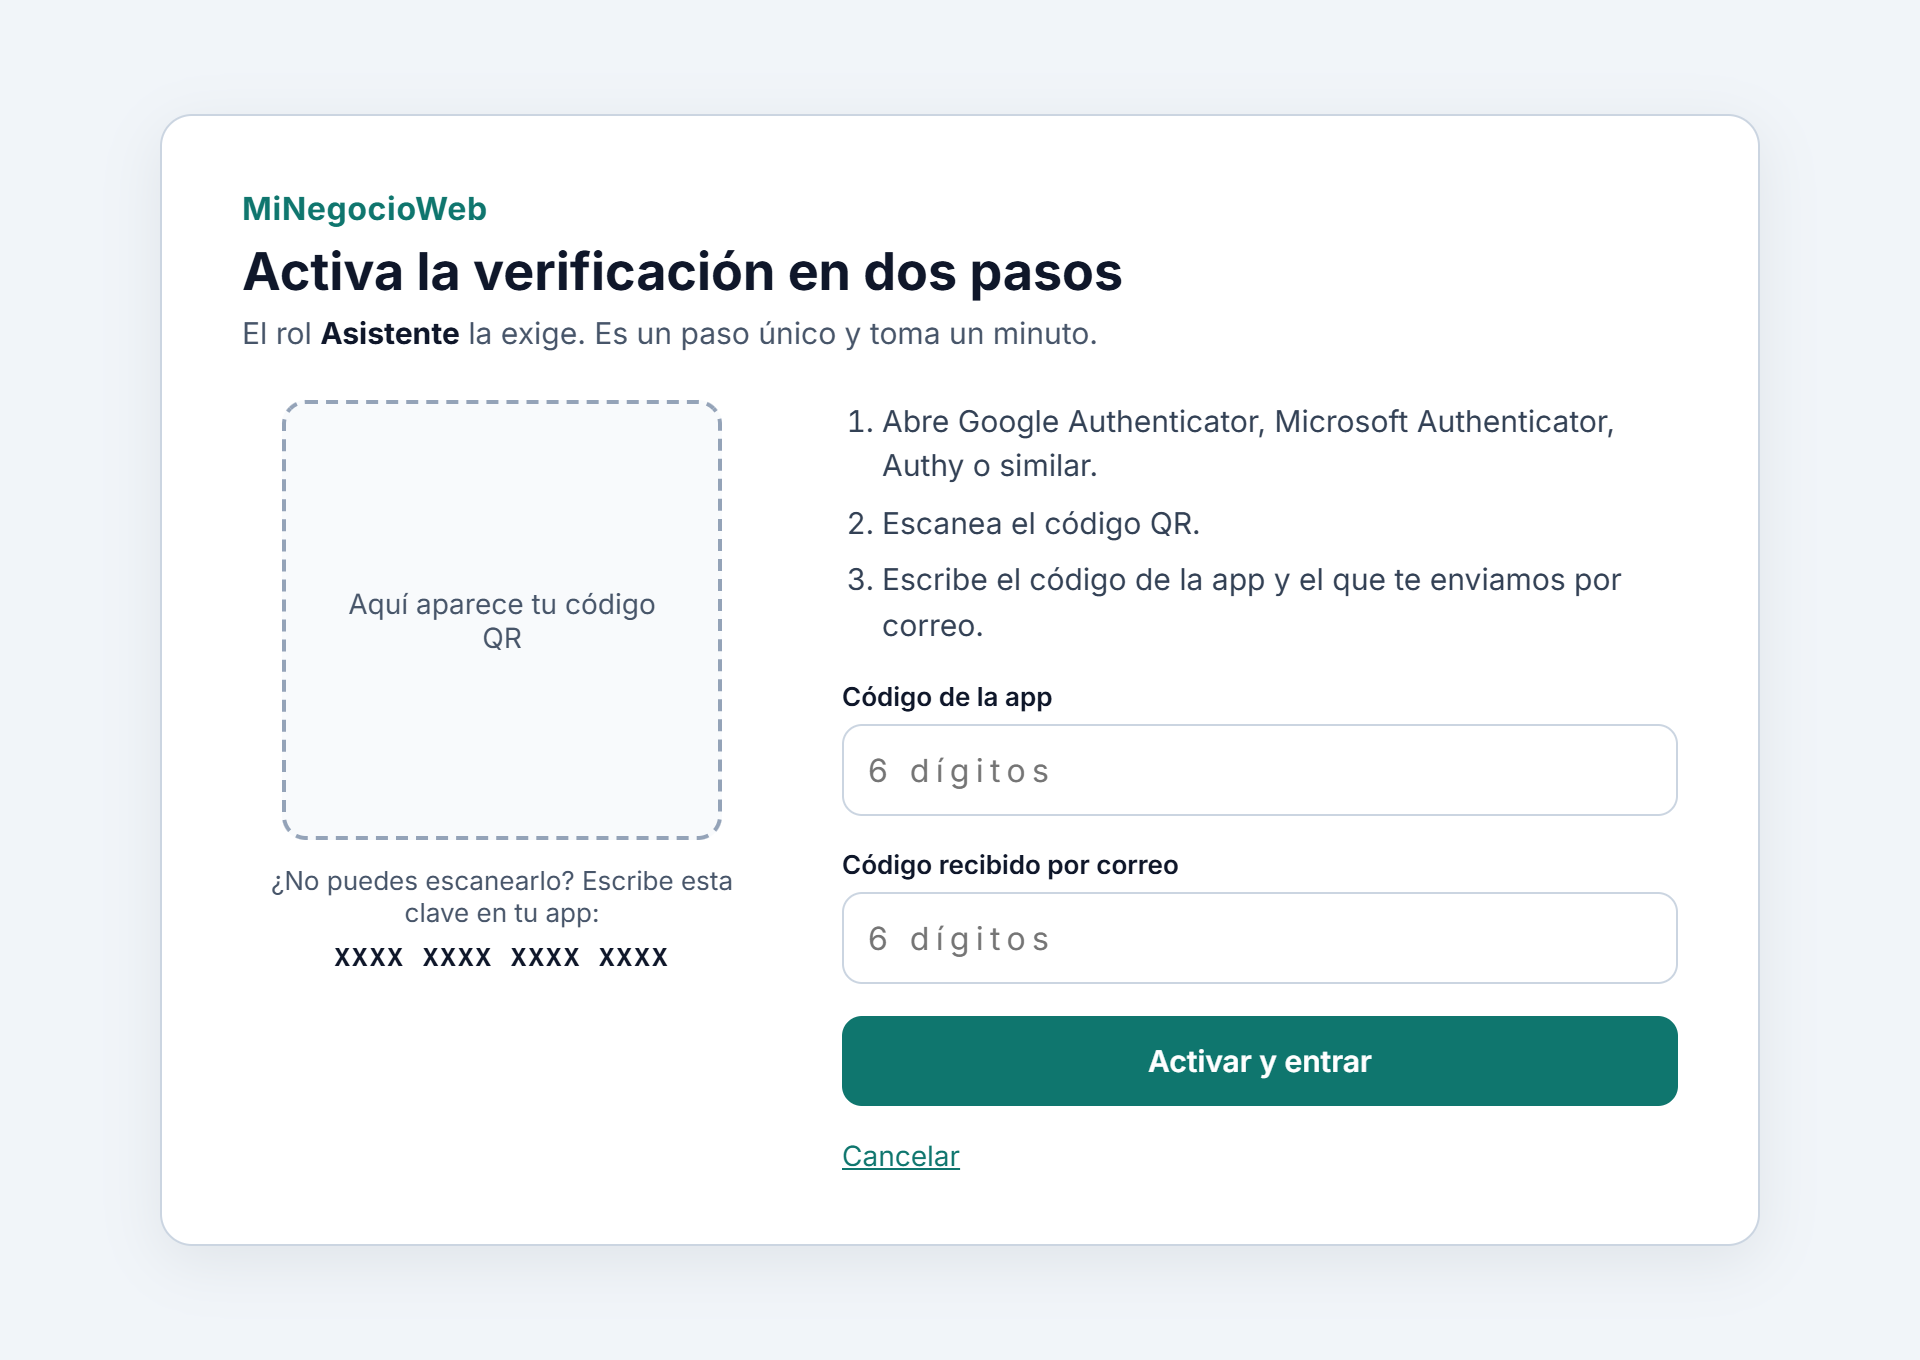 MiNegocioWeb
Activa la verificación en dos pasos
El rol Asistente la exige. Es un paso único y toma un minuto.
Aquí aparece tu código
QR
¿No puedes escanearlo? Escribe esta
clave en tu app:
XXXX XXXX XXXX XXXX
1. Abre Google Authenticator, Microsoft Authenticator,
Authy o similar.
2. Escanea el código QR.
3. Escribe el código de la app y el que te enviamos por
correo.
Código de la app
6 dígitos
Código recibido por correo
6 dígitos
Activar y entrar
Cancelar